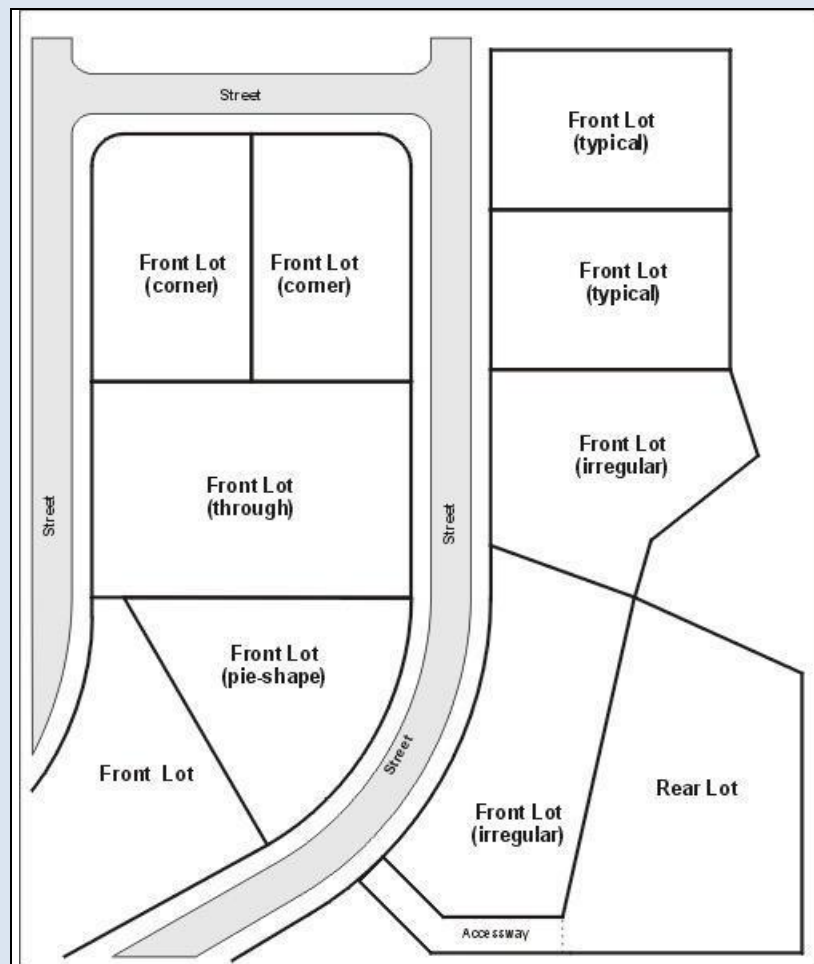 Street
Front Lot
(typical)
Front Lot
(corner)
Front Lot
(corner)
Front Lot
(typical)
Front Lot
(irregular)
Front Lot
(through)
Street
Street
Front Lot
(pie-shape)
Street
Front Lot
Front Lot
(irregular)
Rear Lot
Accessway